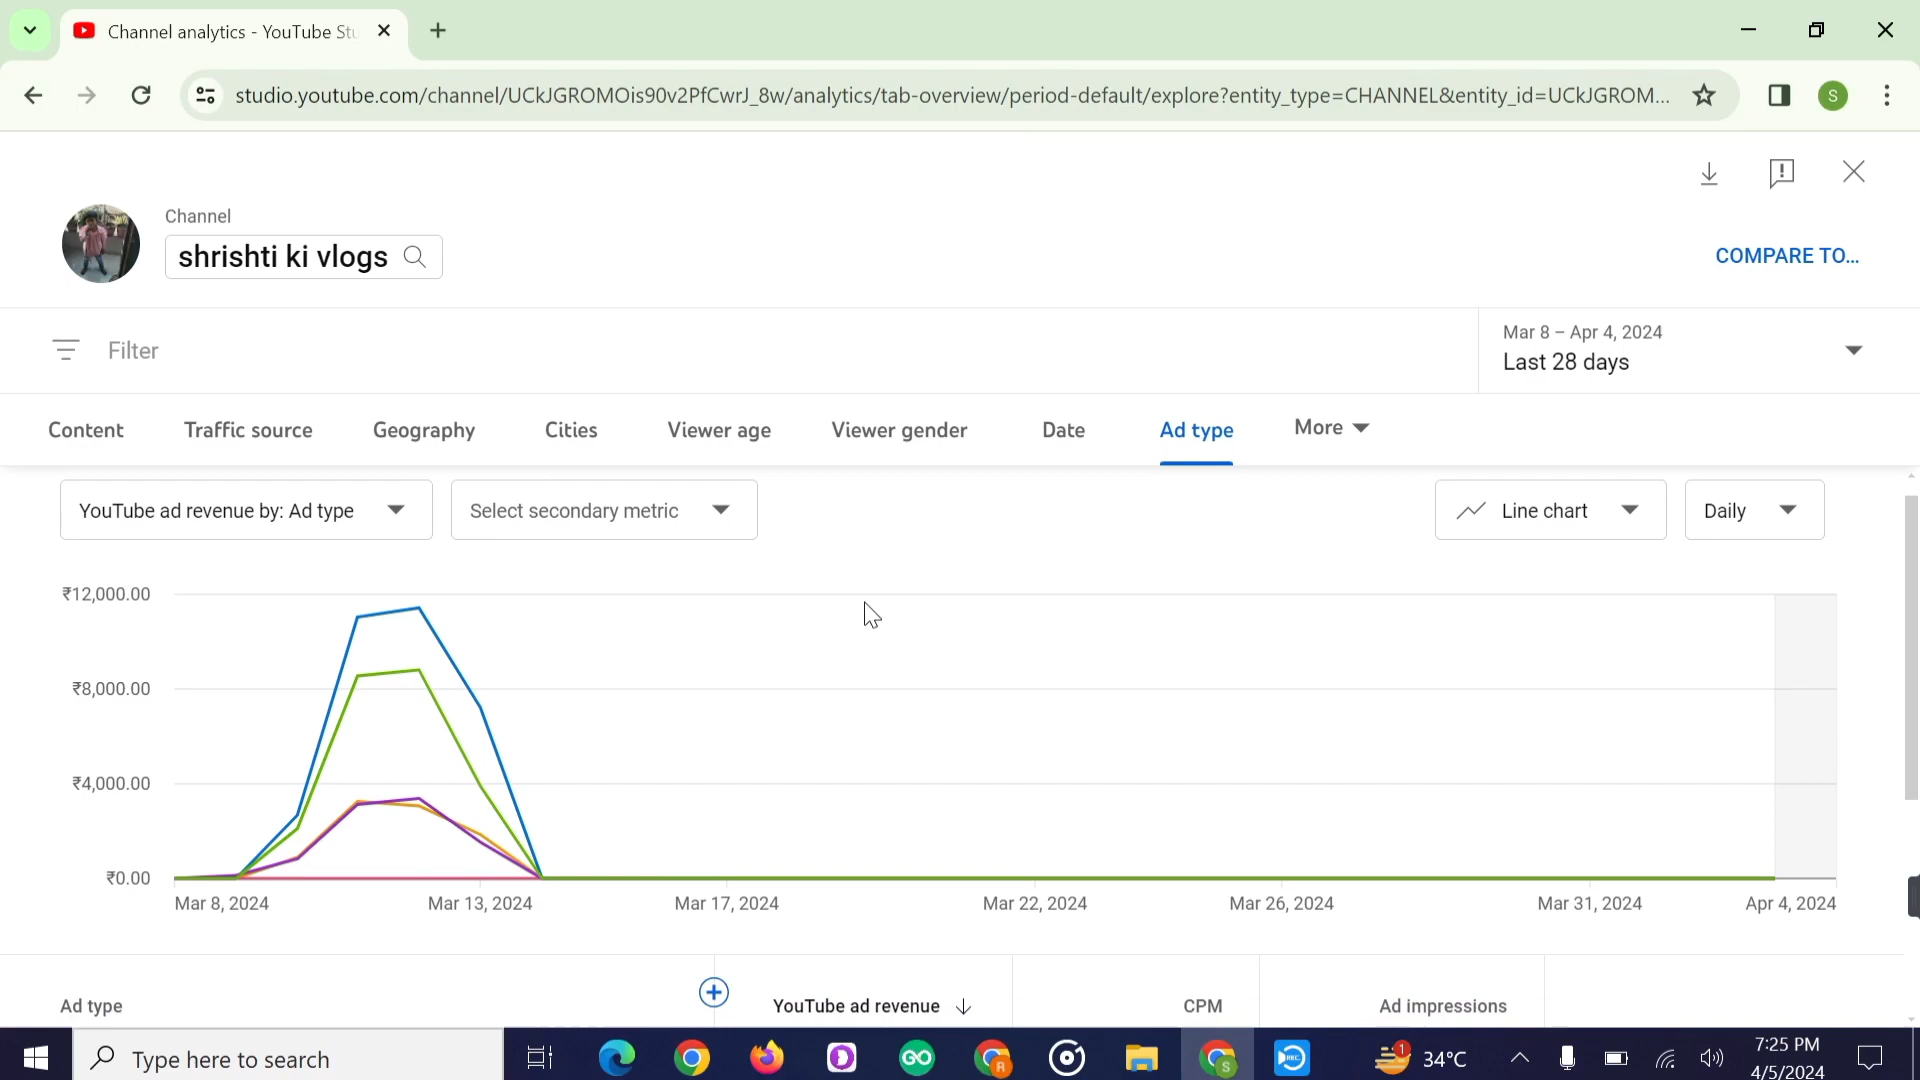 Channel analytics - YouTube Stu
studio.youtube.com/channel/UCkJGROMOis90v2PfCwrJ_8w/analytics/tab-overview/period-default/explore?entity_type=CHANNEL&entity_id=UCkJGROM...
S
Channel
shrishti ki vlogs
COMPARE TO...
Filter
Mar 8 – Apr 4, 2024
Last 28 days
Content
Traffic source
Geography
Cities
Viewer age
Viewer gender
Date
Ad type
More
YouTube ad revenue by: Ad type
Select secondary metric
Line chart
Daily
₹12,000.00
₹8,000.00
₹4,000.00
₹0.00
Mar 8, 2024
Mar 13, 2024
Mar 17, 2024
Mar 22, 2024
Mar 26, 2024
Mar 31, 2024
Apr 4, 2024
Ad type
YouTube ad revenue
CPM
Ad impressions
Type here to search
GO
R
S
REC
1
34°C
7:25 PM
4/5/2024